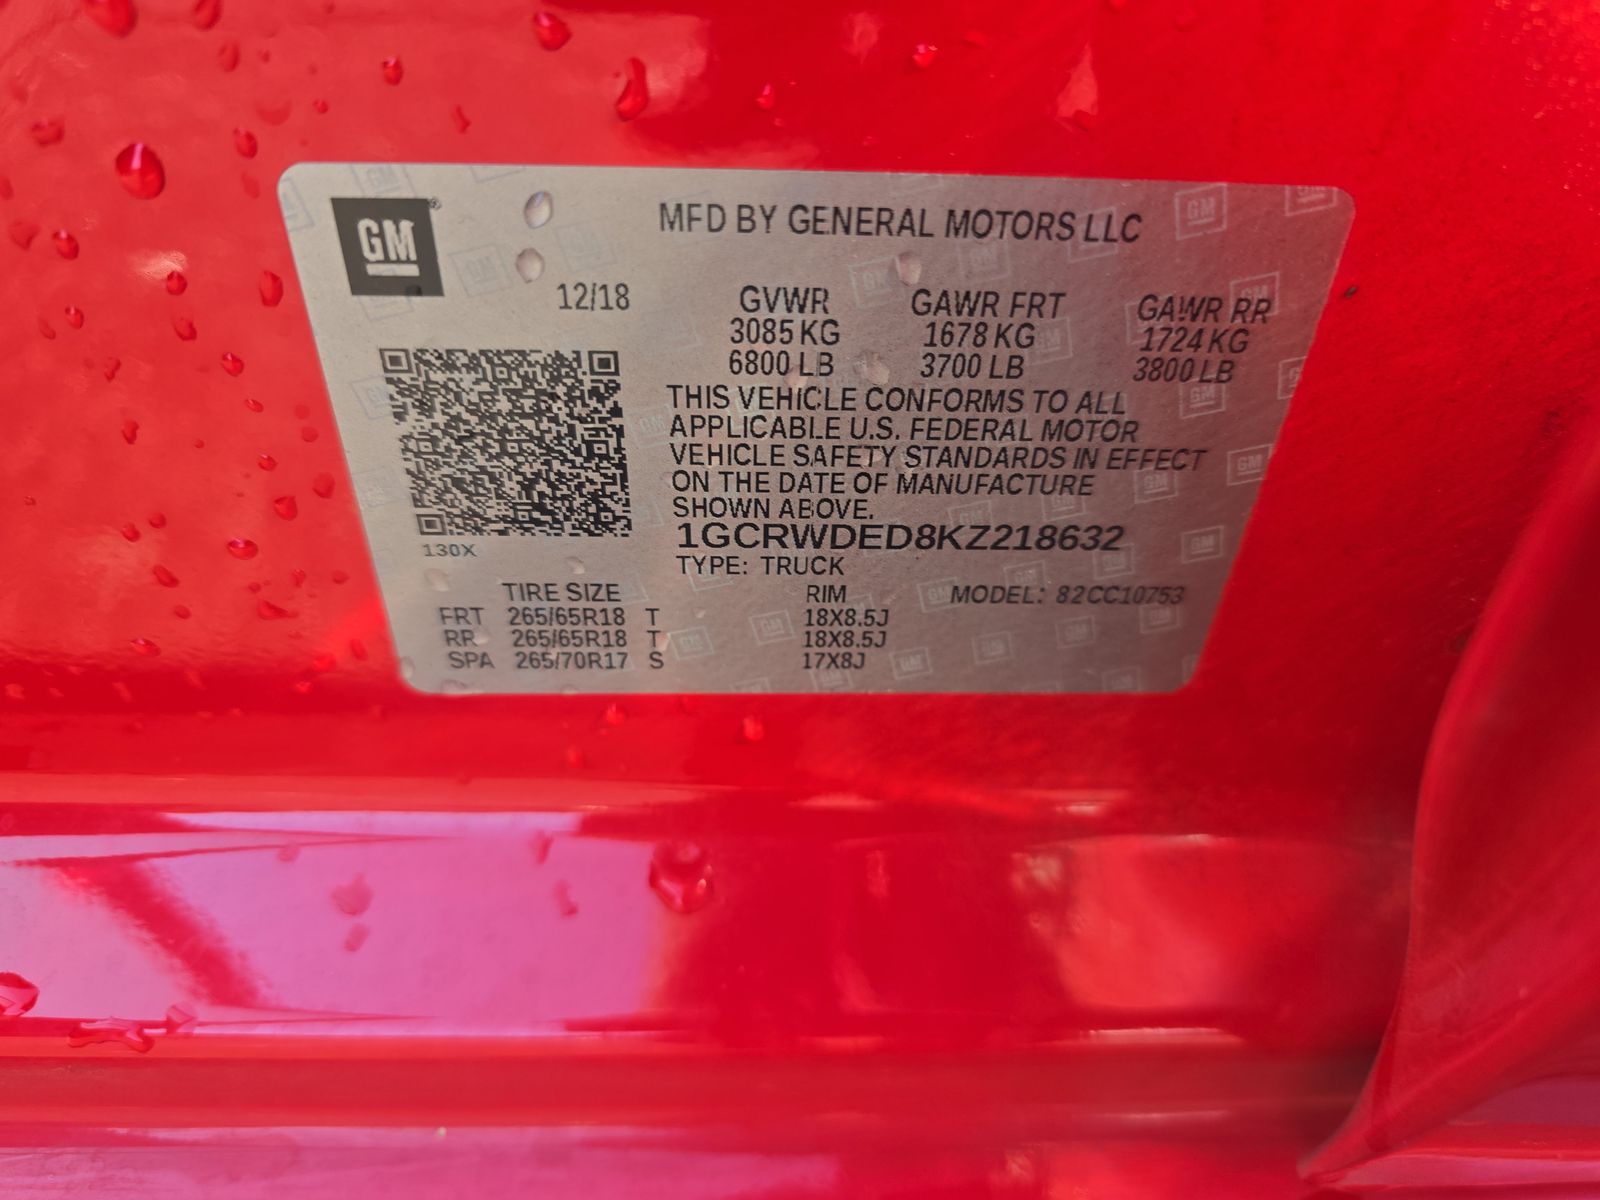 GM
MFD BY GENERAL MOTORS LLC
12/18
GVWR GAWR FRT GAWR RR
3085 KG 1678 KG 1724 KG
6800 LB 3700 LB 3800 LB
THIS VEHICLE CONFORMS TO ALL
APPLICABLE U.S. FEDERAL MOTOR
VEHICLE SAFETY STANDARDS IN EFFECT
ON THE DATE OF MANUFACTURE
SHOWN ABOVE.
1GCRWDED8KZ218632
130X
TYPE: TRUCK
TIRE SIZE RIM MODEL: 82CC10753
FRT 265/65R18 T 18X8.5J
RR 265/65R18 T 18X8.5J
SPA 265/70R17 S 17X8J